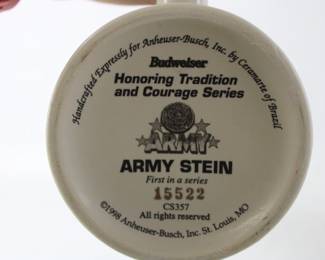 Handcrafted Expressly for Anheuser-Busch, Inc. by Ceramarte of Brazil
Budweiser
Honoring Tradition
and Courage Series
ARMY
ARMY STEIN
First in a series
15522
CS357
All rights reserved
©1998 Anheuser-Busch, Inc. St. Louis, MO